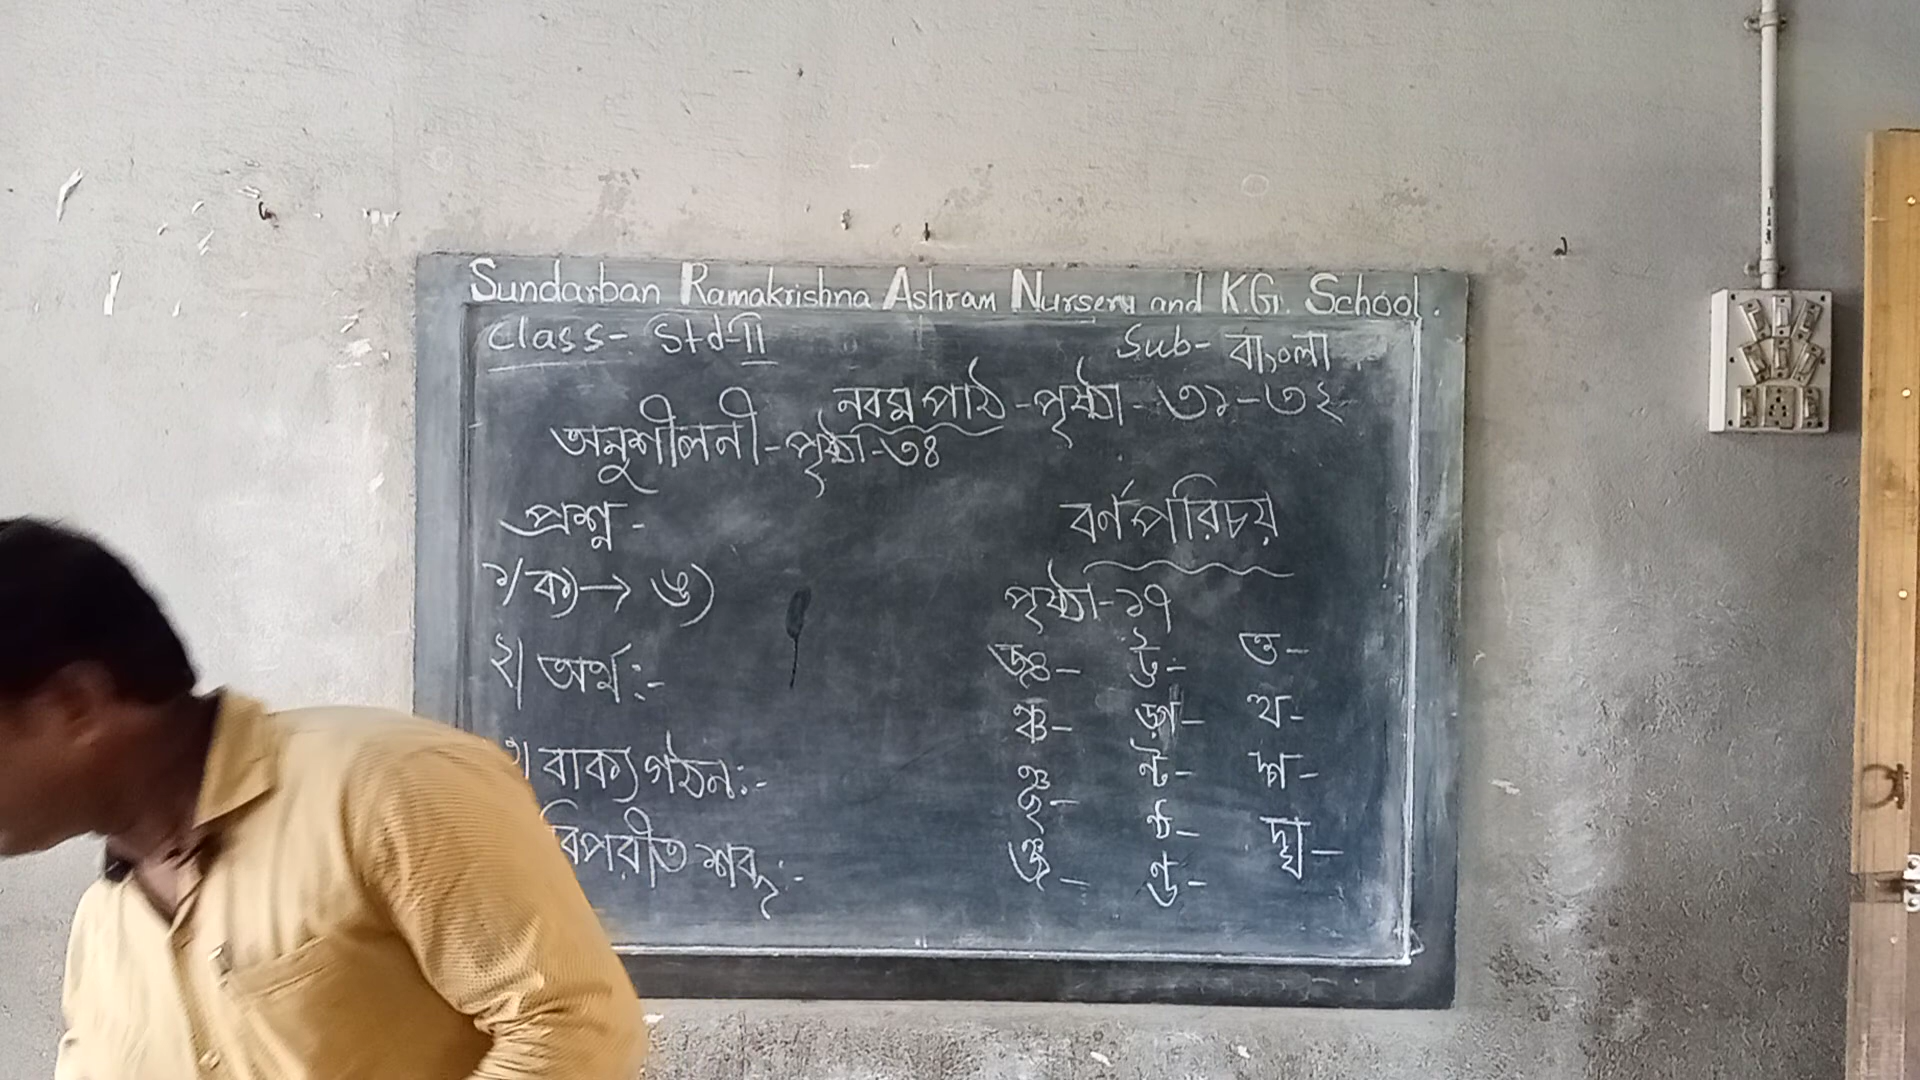 Sundarban Ramakrishna Ashram Nursery and K.G. School.
Class- Std-II
Sub- বাংলা
নবম পাঠ - পৃষ্ঠা - ৩১-৩২
অনুশীলনী - পৃষ্ঠা - ৩৪
প্রশ্ন -
১/ ক) → ঙ)
২) অর্থ :-
৩) বাক্য গঠন :-
বিপরীত শব্দ :-
বর্ণপরিচয়
পৃষ্ঠা - ১৭
ট্ট - ত্ত -
ঞ্চ - ড়্গ - ত্থ -
ঞ্ছ - ণ্ট - দ্গ -
ঞ্জ - ণ্ঠ - দ্ঘ -
ণ্ড -